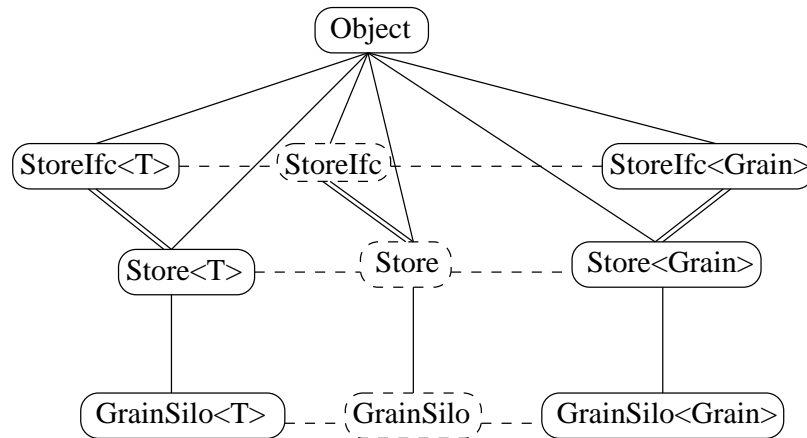 Object
StoreIfc<T>
StoreIfc
StoreIfc<Grain>
Store<T>
Store
Store<Grain>
GrainSilo<T>
GrainSilo
GrainSilo<Grain>